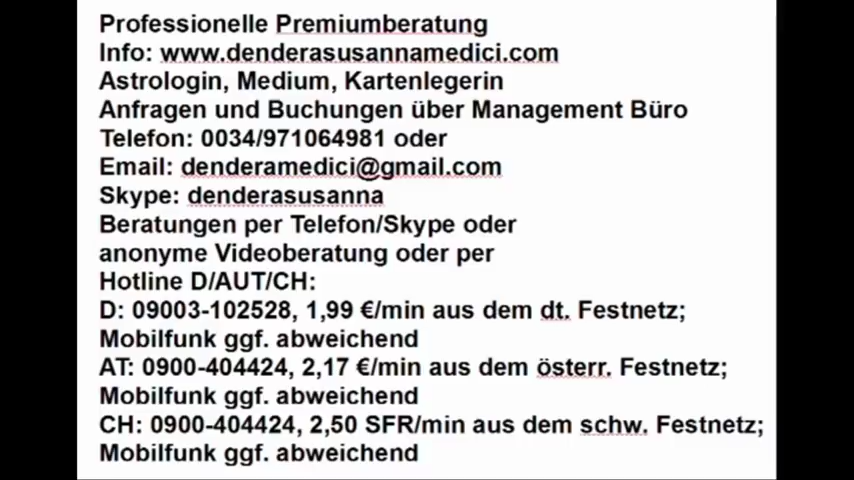 Professionelle Premiumberatung
Info: www.denderasusannamedici.com
Astrologin, Medium, Kartenlegerin
Anfragen und Buchungen über Management Büro
Telefon: 0034/971064981 oder
Email: denderamedici@gmail.com
Skype: denderasusanna
Beratungen per Telefon/Skype oder
anonyme Videoberatung oder per
Hotline D/AUT/CH:
D: 09003-102528, 1,99 €/min aus dem dt. Festnetz;
Mobilfunk ggf. abweichend
AT: 0900-404424, 2,17 €/min aus dem österr. Festnetz;
Mobilfunk ggf. abweichend
CH: 0900-404424, 2,50 SFR/min aus dem schw. Festnetz;
Mobilfunk ggf. abweichend